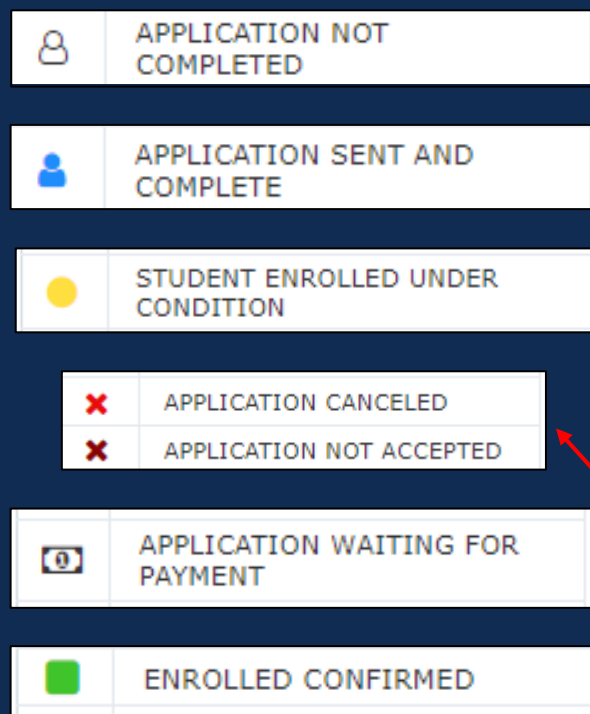 APPLICATION NOT
COMPLETED
APPLICATION SENT AND
COMPLETE
STUDENT ENROLLED UNDER
CONDITION
APPLICATION CANCELED
APPLICATION NOT ACCEPTED
APPLICATION WAITING FOR
PAYMENT
ENROLLED CONFIRMED